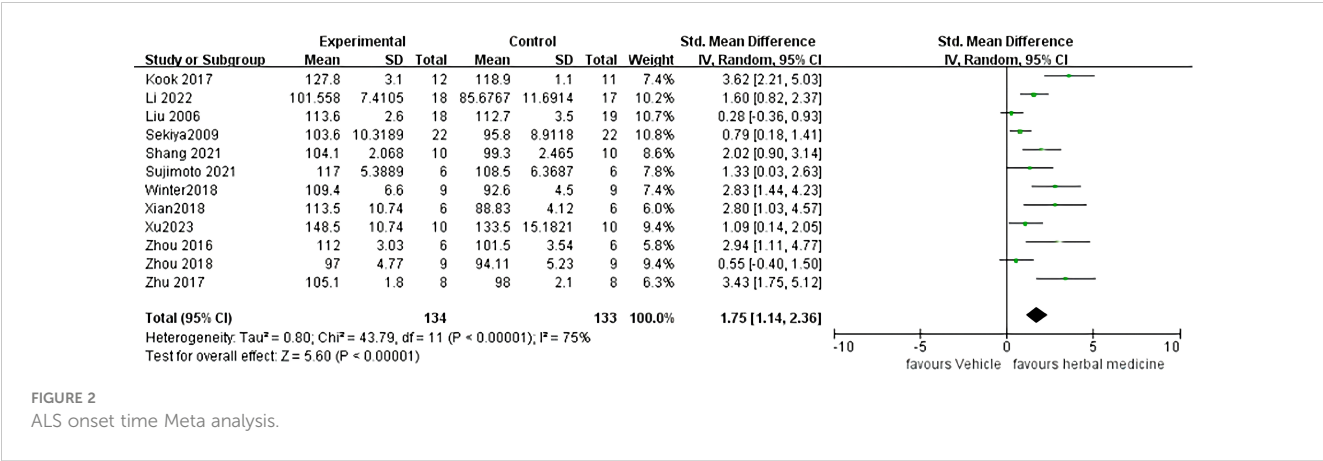 Experimental Control Std. Mean Difference Std. Mean Difference
Study or Subgroup Mean SD Total Mean SD Total Weight IV, Random, 95% CI IV, Random, 95% CI
Kook 2017 127.8 3.1 12 118.9 1.1 11 7.4% 3.62 [2.21, 5.03]
Li 2022 101.558 7.4105 18 85.6767 11.6914 17 10.2% 1.60 [0.82, 2.37]
Liu 2006 113.6 2.6 18 112.7 3.5 19 10.7% 0.28 [-0.36, 0.93]
Sekiya2009 103.6 10.3189 22 95.8 8.9118 22 10.8% 0.79 [0.18, 1.41]
Shang 2021 104.1 2.068 10 99.3 2.465 10 8.6% 2.02 [0.90, 3.14]
Sujimoto 2021 117 5.3889 6 108.5 6.3687 6 7.8% 1.33 [0.03, 2.63]
Winter2018 109.4 6.6 9 92.6 4.5 9 7.4% 2.83 [1.44, 4.23]
Xian2018 113.5 10.74 6 88.83 4.12 6 6.0% 2.80 [1.03, 4.57]
Xu2023 148.5 10.74 10 133.5 15.1821 10 9.4% 1.09 [0.14, 2.05]
Zhou 2016 112 3.03 6 101.5 3.54 6 5.8% 2.94 [1.11, 4.77]
Zhou 2018 97 4.77 9 94.11 5.23 9 9.4% 0.55 [-0.40, 1.50]
Zhu 2017 105.1 1.8 8 98 2.1 8 6.3% 3.43 [1.75, 5.12]
Total (95% CI) 134 133 100.0% 1.75 [1.14, 2.36]
Heterogeneity: Tau² = 0.80; Chi² = 43.79, df = 11 (P < 0.00001); I² = 75%
Test for overall effect: Z = 5.60 (P < 0.00001)
-10 -5 0 5 10
favours Vehicle favours herbal medicine
FIGURE 2
ALS onset time Meta analysis.